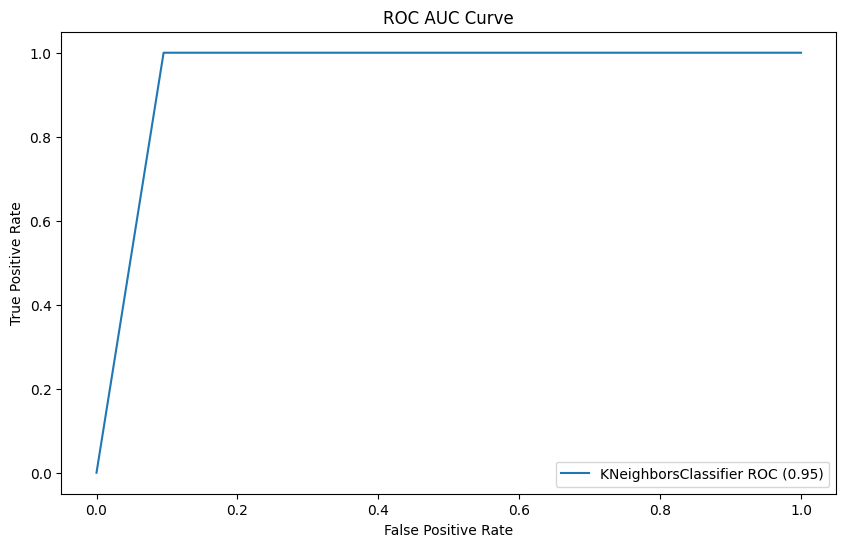 ROC AUC Curve
True Positive Rate
1.0
0.8
0.6
0.4
0.2
0.0
KNeighborsClassifier ROC (0.95)
0.0 0.2 0.4 0.6 0.8 1.0
False Positive Rate